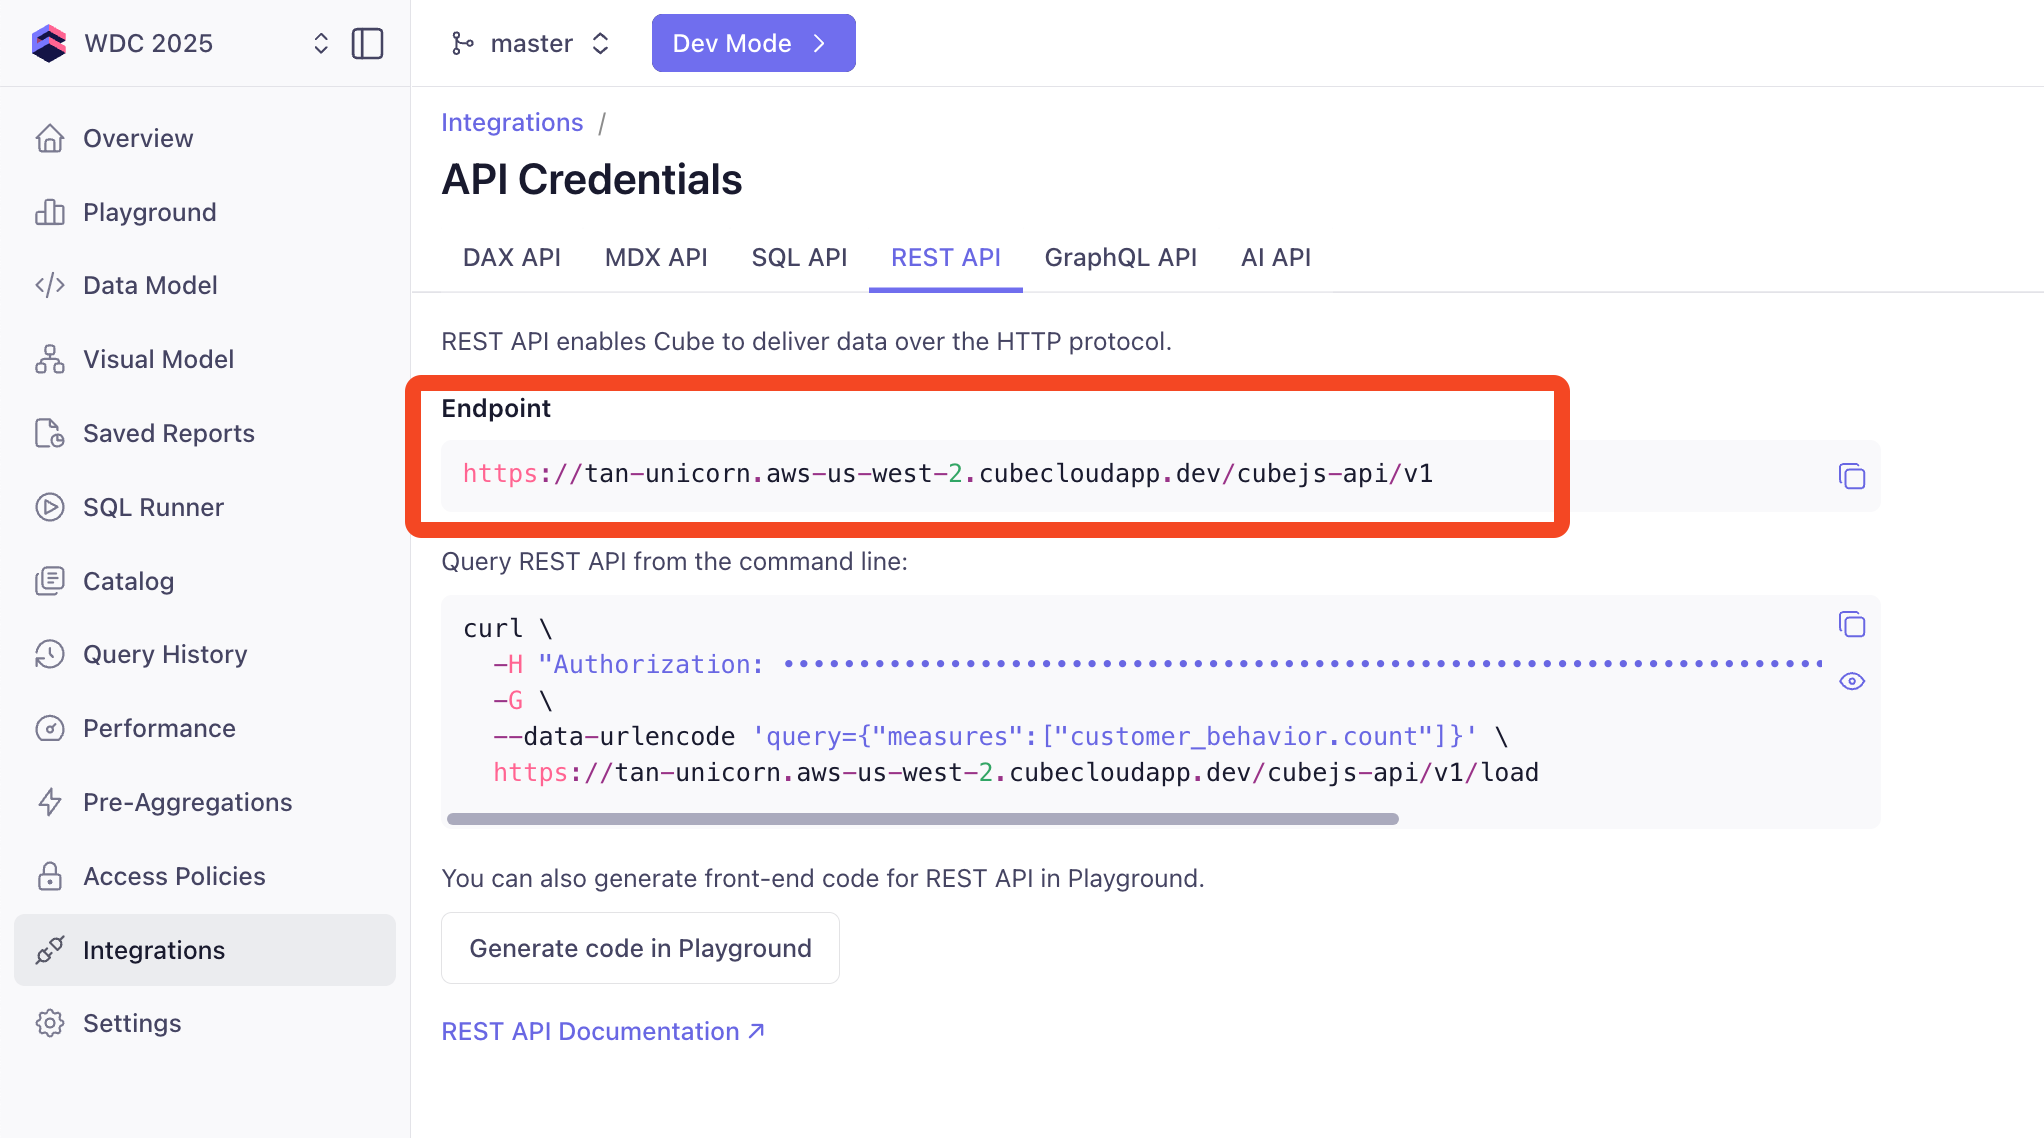 WDC 2025
master
Dev Mode
Overview
Playground
Data Model
Visual Model
Saved Reports
SQL Runner
Catalog
Query History
Performance
Pre-Aggregations
Access Policies
Integrations
Settings
Integrations /
API Credentials
DAX API MDX API SQL API REST API GraphQL API AI API
REST API enables Cube to deliver data over the HTTP protocol.
Endpoint
https://tan-unicorn.aws-us-west-2.cubecloudapp.dev/cubejs-api/v1
Query REST API from the command line:
curl \
-H "Authorization: •••••••••••••••••••••••••••••••••••••••••••••••••••••••••••••••••••••
-G \
--data-urlencode 'query={"measures":["customer_behavior.count"]}' \
https://tan-unicorn.aws-us-west-2.cubecloudapp.dev/cubejs-api/v1/load
You can also generate front-end code for REST API in Playground.
Generate code in Playground
REST API Documentation ↗